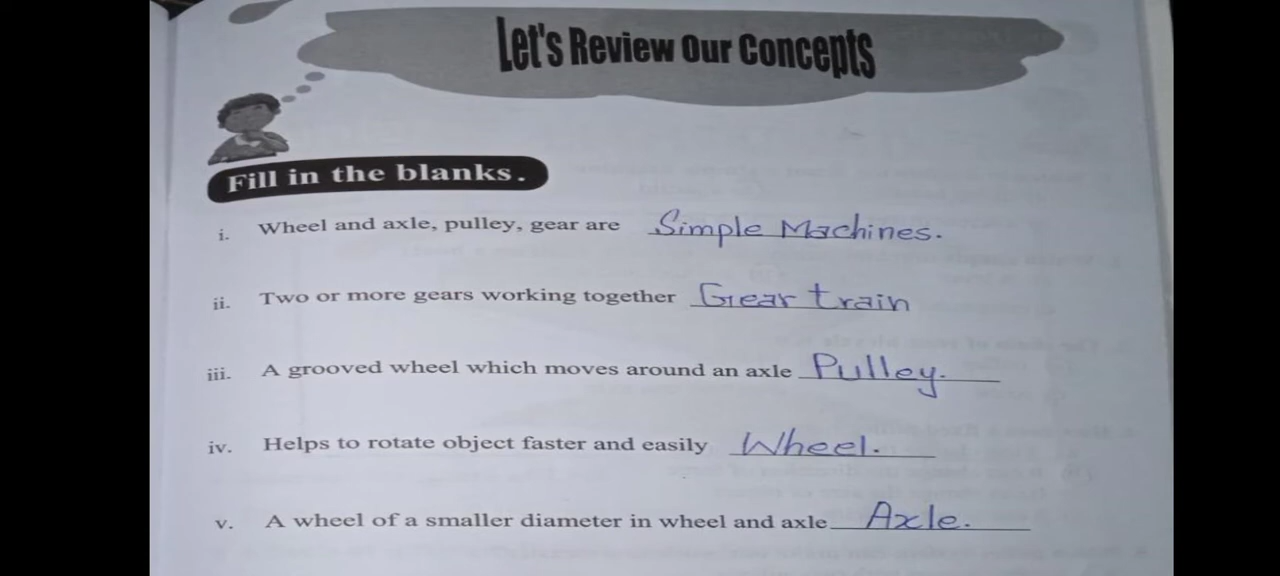 Let's Review Our Concepts
Fill in the blanks.
i. Wheel and axle, pulley, gear are Simple Machines.
ii. Two or more gears working together Gear train
iii. A grooved wheel which moves around an axle Pulley.
iv. Helps to rotate object faster and easily Wheel.
v. A wheel of a smaller diameter in wheel and axle Axle.